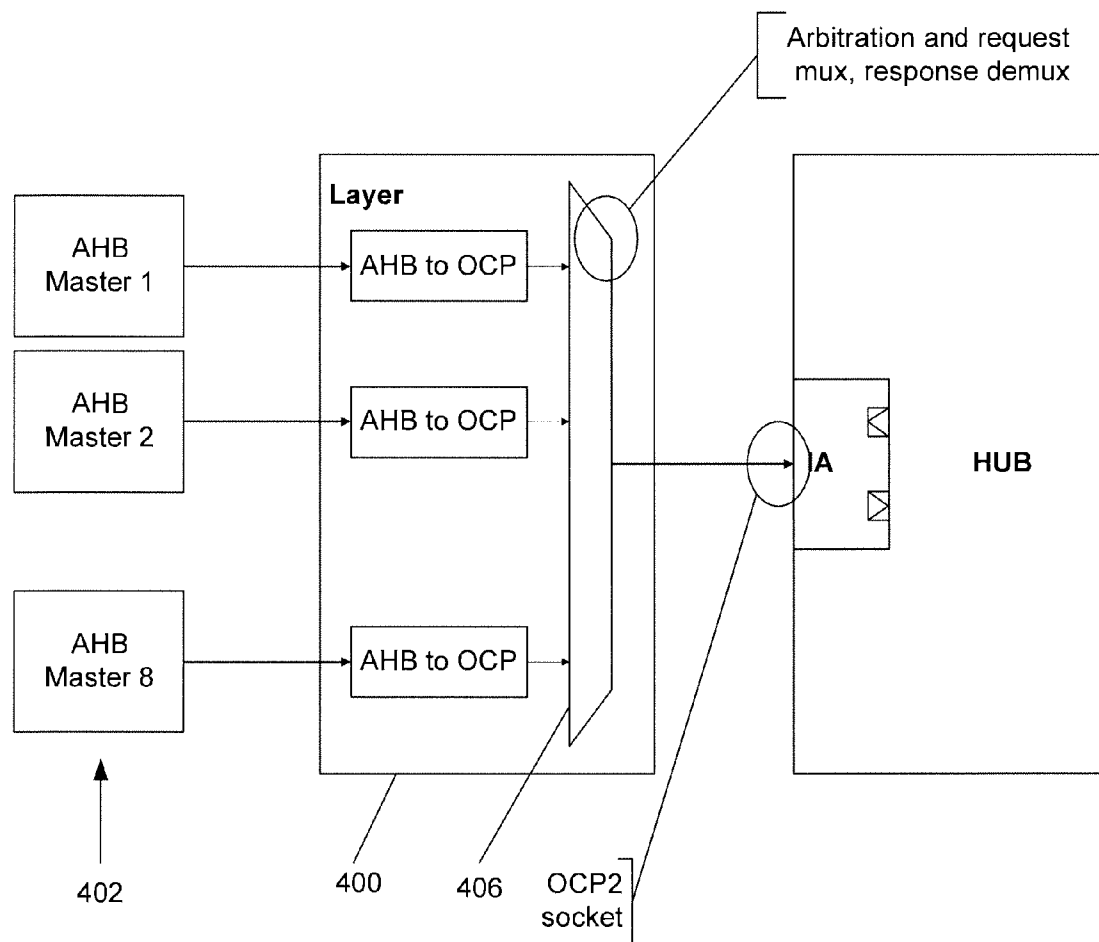 Arbitration and request
mux, response demux
Layer
AHB
Master 1
AHB to OCP
AHB
Master 2
AHB to OCP
IA
HUB
AHB
Master 8
AHB to OCP
402
400
406
OCP2
socket